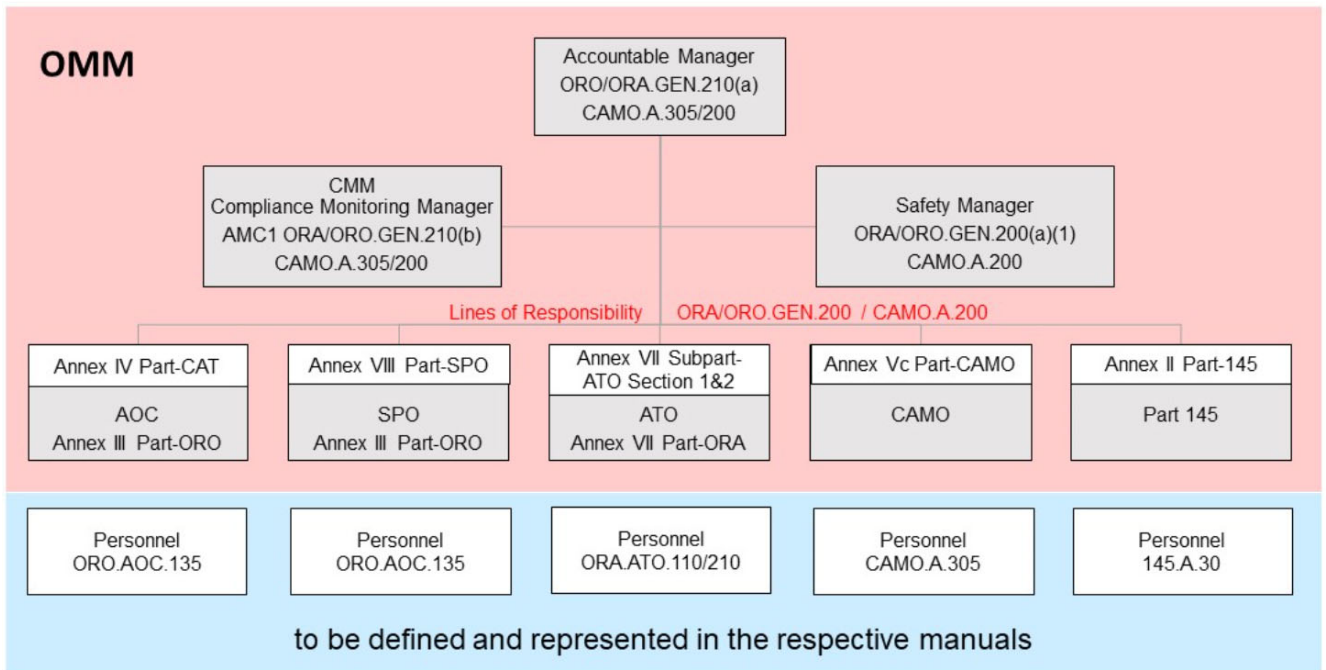 OMM
Accountable Manager
ORO/ORA.GEN.210(a)
CAMO.A.305/200
CMM
Compliance Monitoring Manager
AMC1 ORA/ORO.GEN.210(b)
CAMO.A.305/200
Safety Manager
ORA/ORO.GEN.200(a)(1)
CAMO.A.200
Lines of Responsibility ORA/ORO.GEN.200 / CAMO.A.200
Annex IV Part-CAT
AOC
Annex III Part-ORO
Annex VIII Part-SPO
SPO
Annex III Part-ORO
Annex VII Subpart-
ATO Section 1&2
ATO
Annex VII Part-ORA
Annex Vc Part-CAMO
CAMO
Annex II Part-145
Part 145
Personnel
ORO.AOC.135
Personnel
ORO.AOC.135
Personnel
ORA.ATO.110/210
Personnel
CAMO.A.305
Personnel
145.A.30
to be defined and represented in the respective manuals